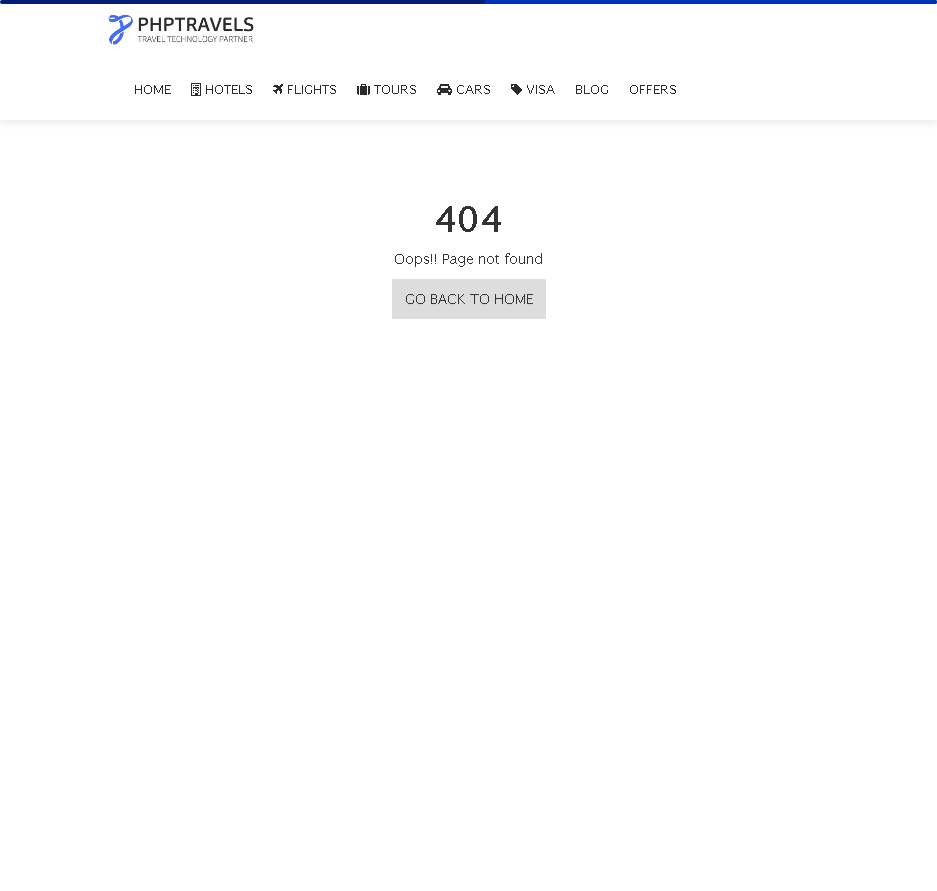 PHPTRAVELS
TRAVEL TECHNOLOGY PARTNER
HOME HOTELS FLIGHTS TOURS CARS VISA BLOG OFFERS
404
Oops!! Page not found
GO BACK TO HOME